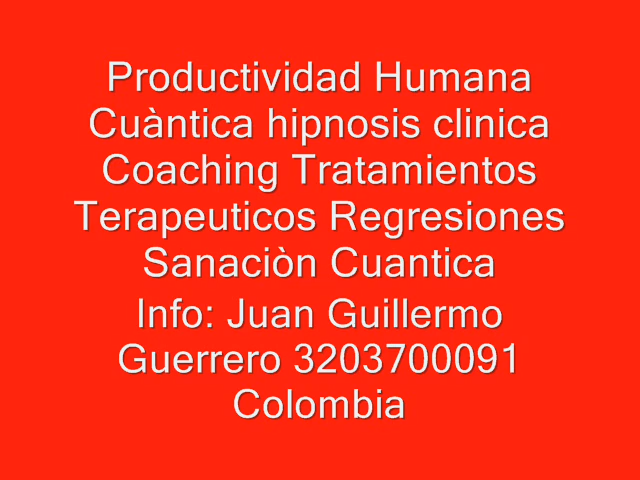 Productividad Humana
Cuàntica hipnosis clinica
Coaching Tratamientos
Terapeuticos Regresiones
Sanaciòn Cuantica
Info: Juan Guillermo
Guerrero 3203700091
Colombia